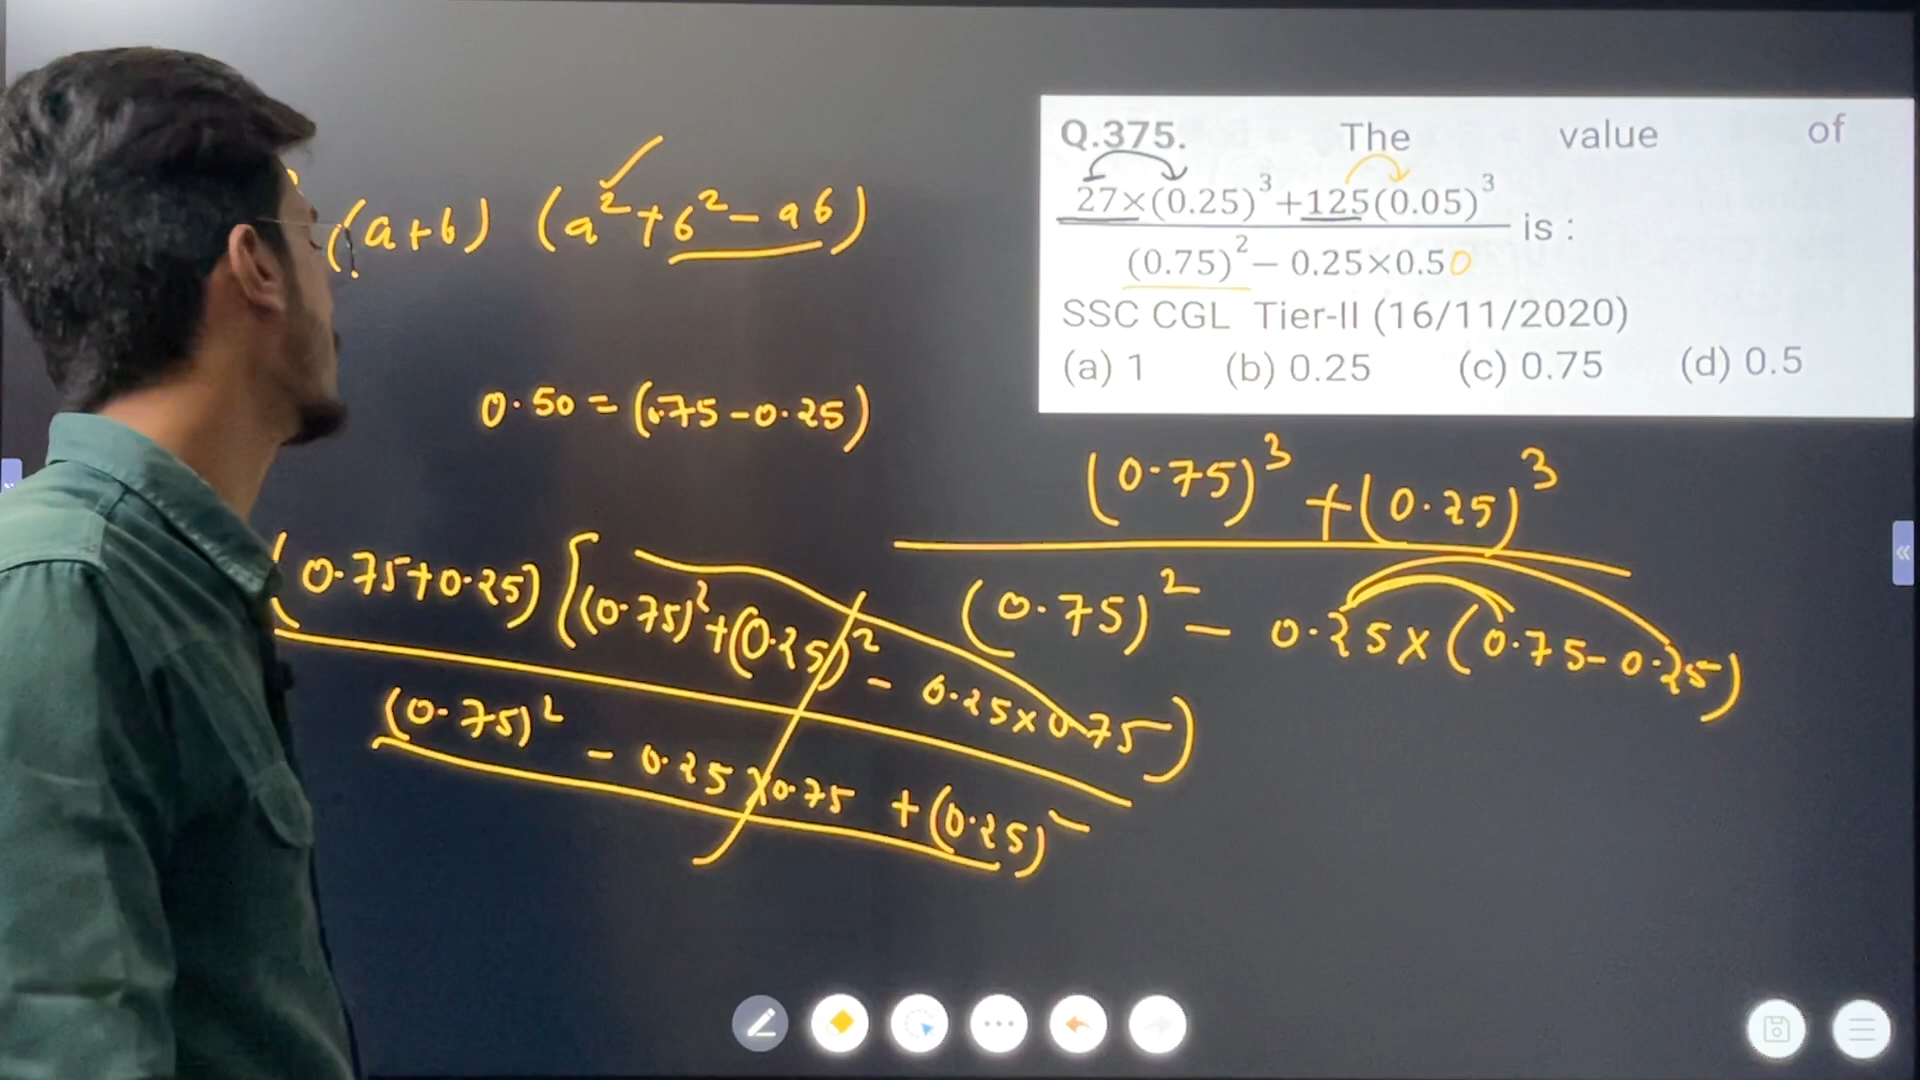 Q.375. The value of
27×(0.25)³+125(0.05)³
(0.75)²− 0.25×0.50
is :
SSC CGL Tier-II (16/11/2020)
(a) 1 (b) 0.25 (c) 0.75 (d) 0.5
(a+b) (a²+b²−ab)
0.50 = (0.75−0.25)
(0.75)³ + (0.25)³
(0.75)² − 0.25×(0.75−0.25)
(0.75+0.25) [(0.75)²+(0.25)² − 0.25×0.75)
(0.75)² − 0.25×0.75 + (0.25)²